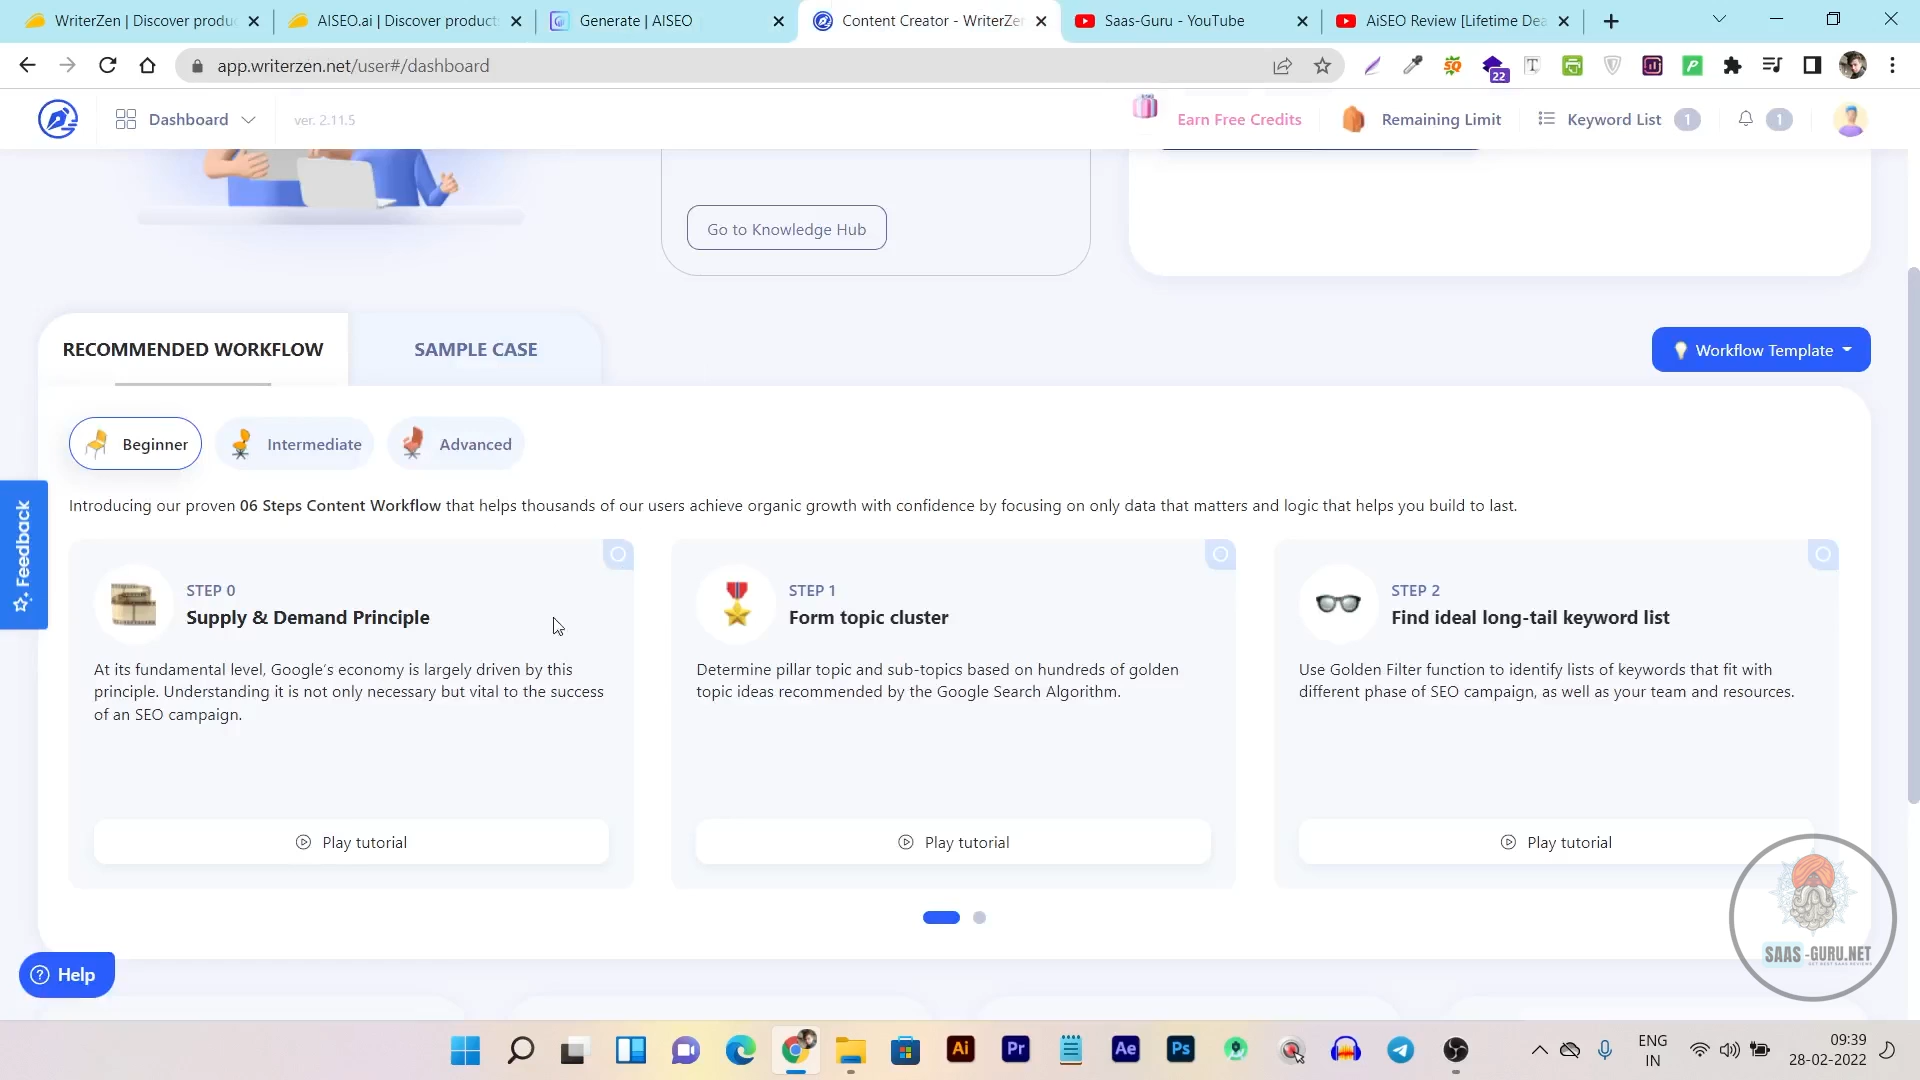 WriterZen | Discover produ
AISEO.ai | Discover products
Generate | AISEO
Content Creator - WriterZen
Saas-Guru - YouTube
AiSEO Review [Lifetime Dea
app.writerzen.net/user#/dashboard
22
Dashboard
ver. 2.11.5
Earn Free Credits
Remaining Limit
Keyword List 1
1
Go to Knowledge Hub
RECOMMENDED WORKFLOW
SAMPLE CASE
Workflow Template
Beginner
Intermediate
Advanced
Introducing our proven 06 Steps Content Workflow that helps thousands of our users achieve organic growth with confidence by focusing on only data that matters and logic that helps you build to last.
Feedback
STEP 0
Supply & Demand Principle
At its fundamental level, Google's economy is largely driven by this
principle. Understanding it is not only necessary but vital to the success
of an SEO campaign.
Play tutorial
STEP 1
Form topic cluster
Determine pillar topic and sub-topics based on hundreds of golden
topic ideas recommended by the Google Search Algorithm.
Play tutorial
STEP 2
Find ideal long-tail keyword list
Use Golden Filter function to identify lists of keywords that fit with
different phase of SEO campaign, as well as your team and resources.
Play tutorial
SAAS-GURU.NET
Help
Ai
Pr
Ae
Ps
ENG
IN
09:39
28-02-2022